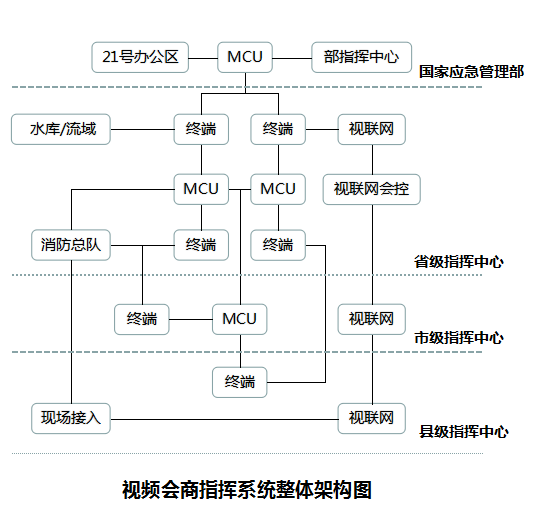 21号办公区
MCU
部指挥中心
国家应急管理部
水库/流域
终端
终端
视联网
MCU
MCU
视联网会控
消防总队
终端
终端
省级指挥中心
终端
MCU
视联网
市级指挥中心
终端
现场接入
视联网
县级指挥中心
视频会商指挥系统整体架构图